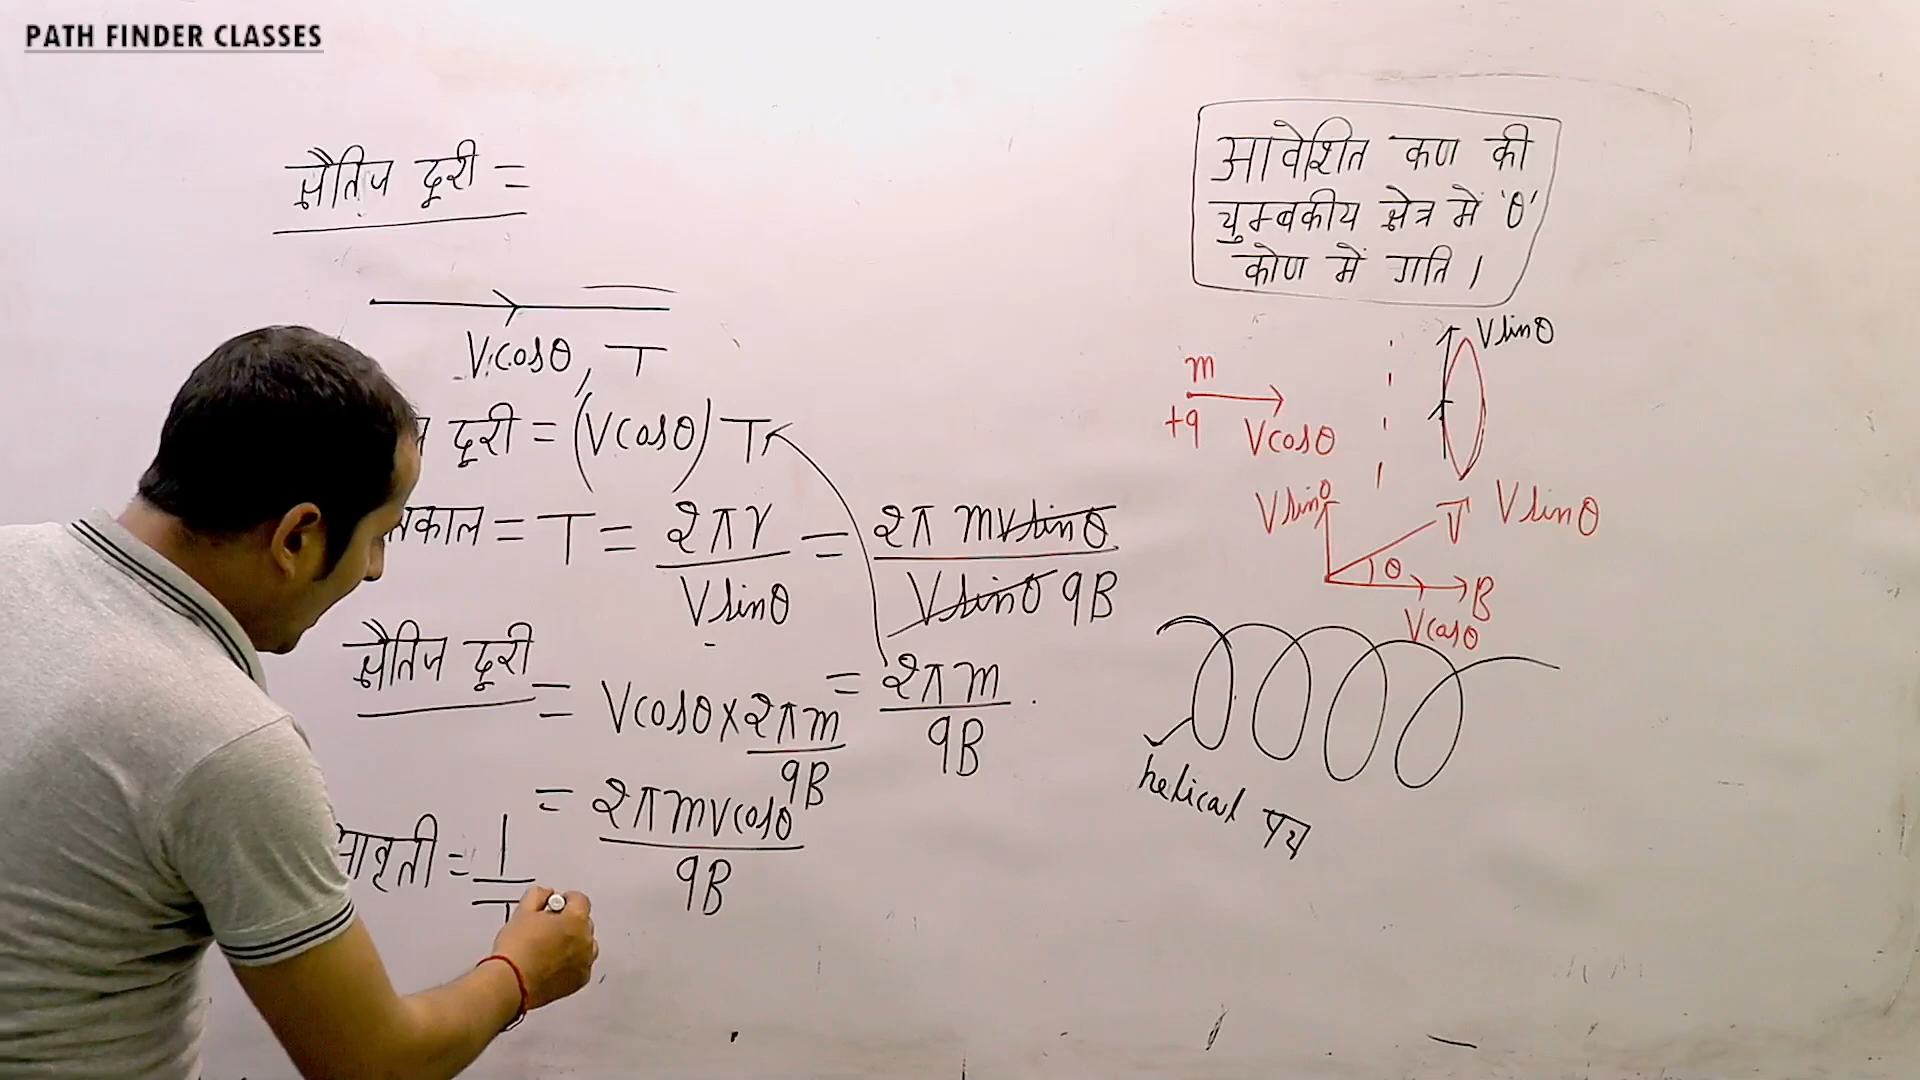 PATH FINDER CLASSES
क्षैतिज दूरी =
Vcosθ, T
दूरी = (Vcosθ) T
काल = T = 2πr / Vsinθ = 2π mvsinθ / Vsinθ qB
= 2πm / qB
क्षैतिज दूरी = Vcosθ × 2πm / qB
= 2πmvcosθ / qB
आवृती = 1 / T
आवेशित कण की
चुम्बकीय क्षेत्र में 'θ'
कोण में गति ।
Vsinθ
m
+q
Vcosθ
Vsinθ
V
Vsinθ
θ
B
Vcosθ
helical पथ